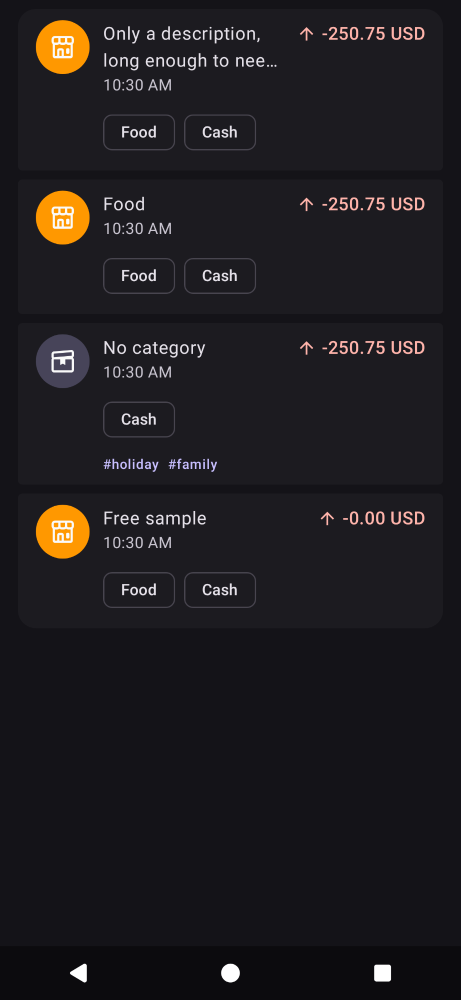 Only a description, ↑ -250.75 USD
long enough to nee…
10:30 AM
Food Cash
Food ↑ -250.75 USD
10:30 AM
Food Cash
No category ↑ -250.75 USD
10:30 AM
Cash
#holiday #family
Free sample ↑ -0.00 USD
10:30 AM
Food Cash